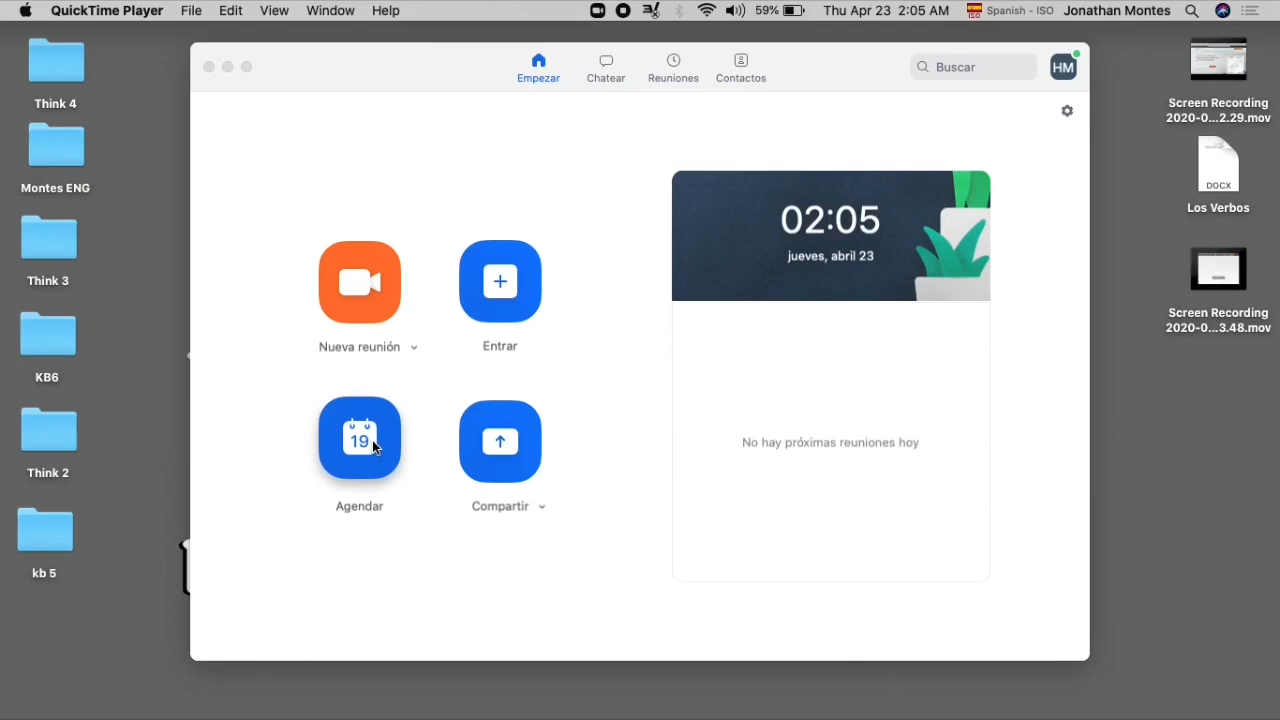 QuickTime Player File Edit View Window Help 59% Thu Apr 23 2:05 AM ISO Spanish - ISO Jonathan Montes
Empezar Chatear Reuniones Contactos
Buscar
HM
02:05
jueves, abril 23
No hay próximas reuniones hoy
Nueva reunión
Entrar
19
Agendar
Compartir
Think 4
Montes ENG
Think 3
KB6
Think 2
kb 5
Screen Recording
2020-0...2.29.mov
DOCX
Los Verbos
Screen Recording
2020-0...3.48.mov